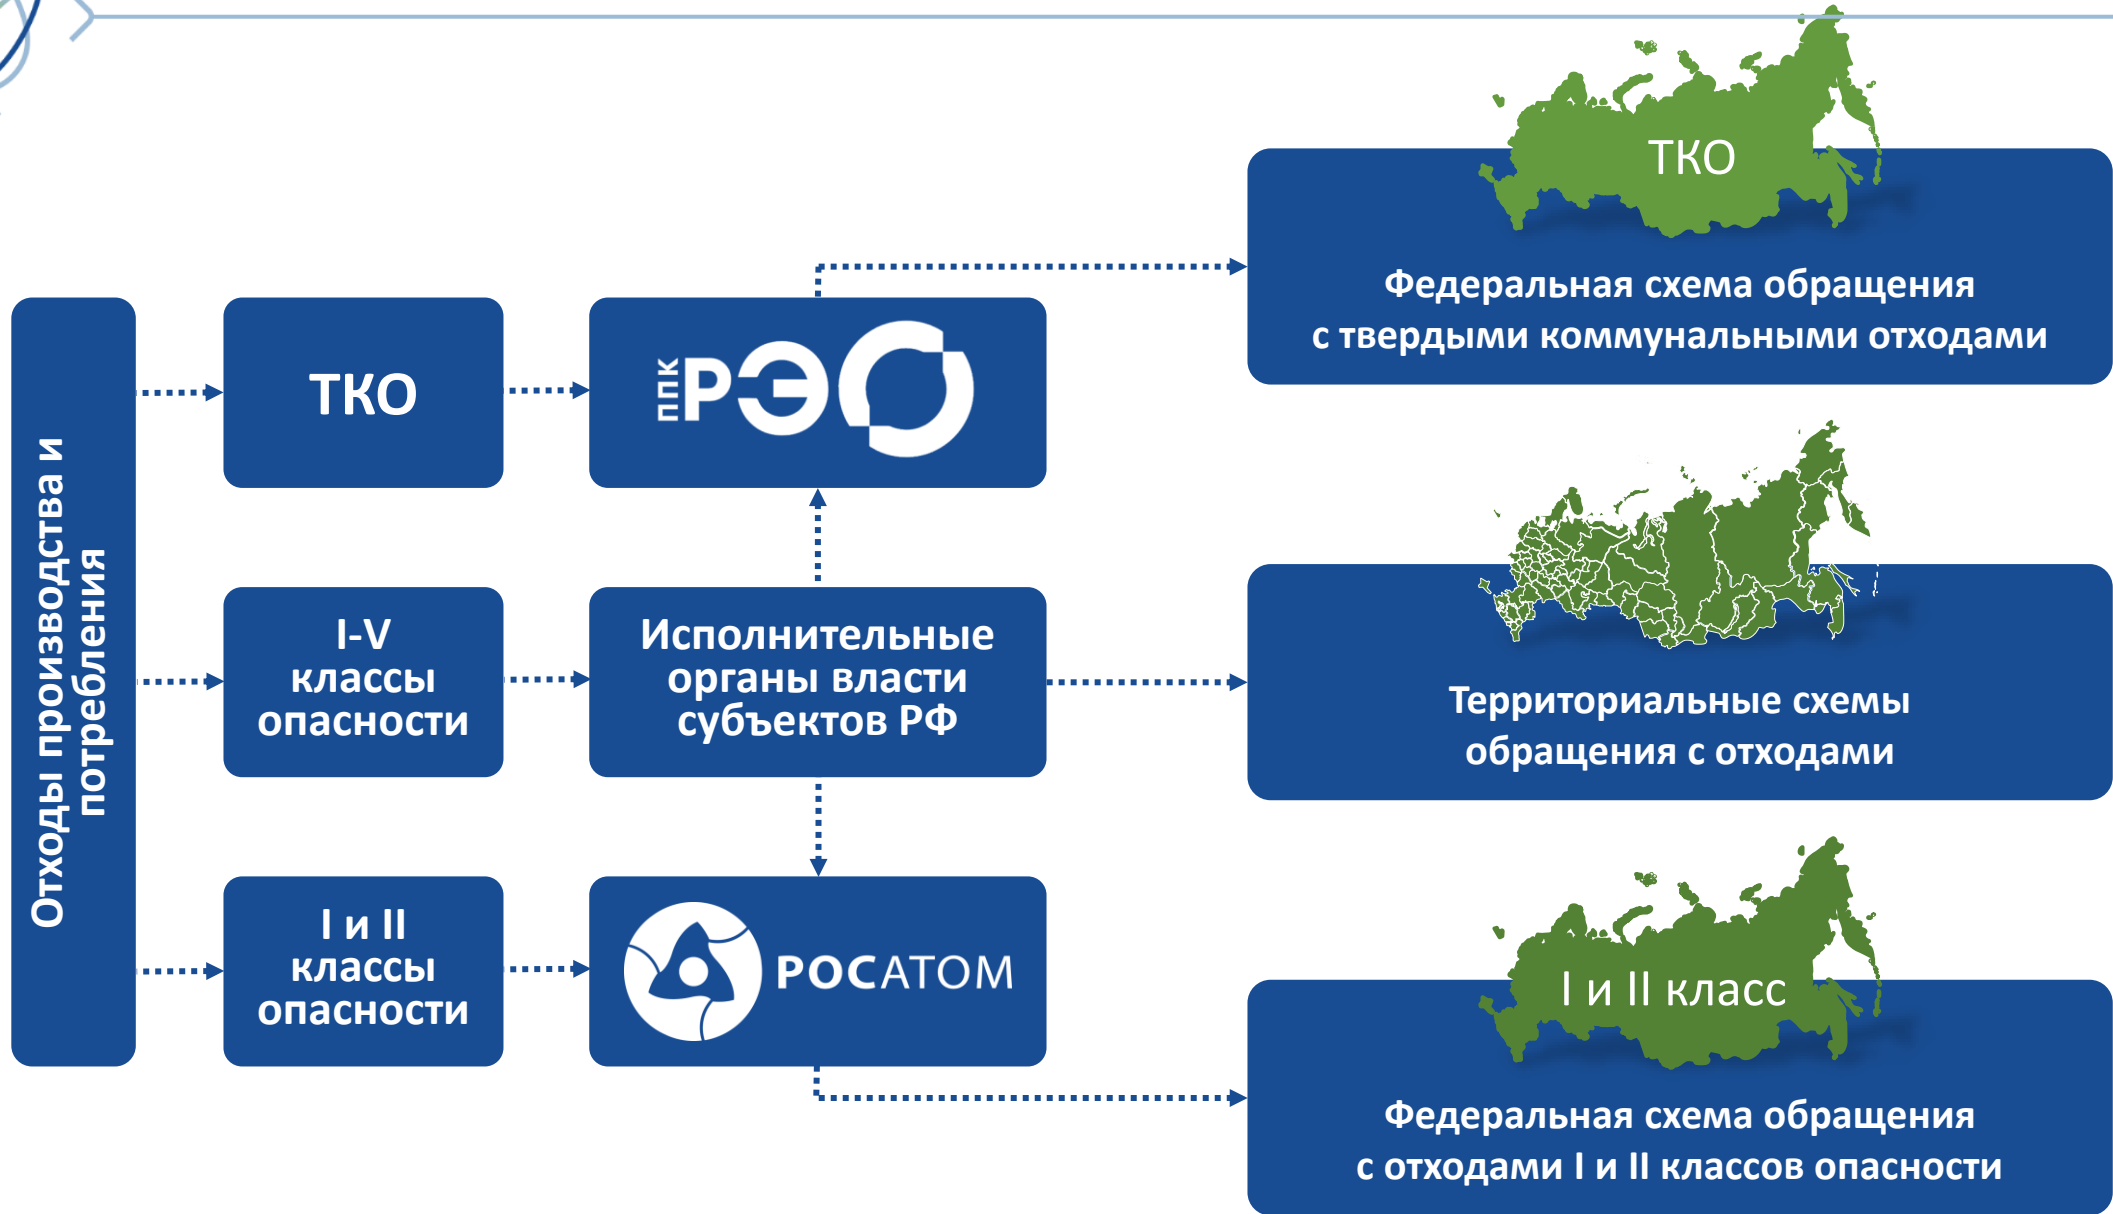 Отходы производства и
потребления
ТКО
ППК РЭО
ТКО
Федеральная схема обращения
с твердыми коммунальными отходами
I-V
классы
опасности
Исполнительные
органы власти
субъектов РФ
Территориальные схемы
обращения с отходами
I и II
классы
опасности
РОСАТОМ
I и II класс
Федеральная схема обращения
с отходами I и II классов опасности